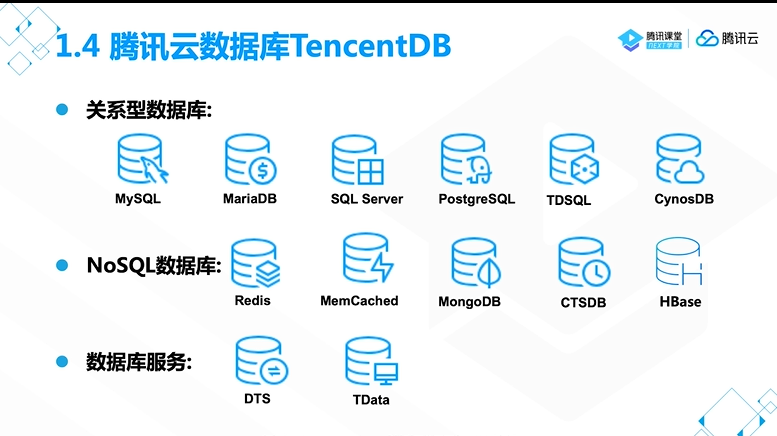 1.4 腾讯云数据库TencentDB
腾讯课堂
NEXT学院
腾讯云
关系型数据库:
MySQL MariaDB SQL Server PostgreSQL TDSQL CynosDB
NoSQL数据库:
Redis MemCached MongoDB CTSDB HBase
数据库服务:
DTS TData